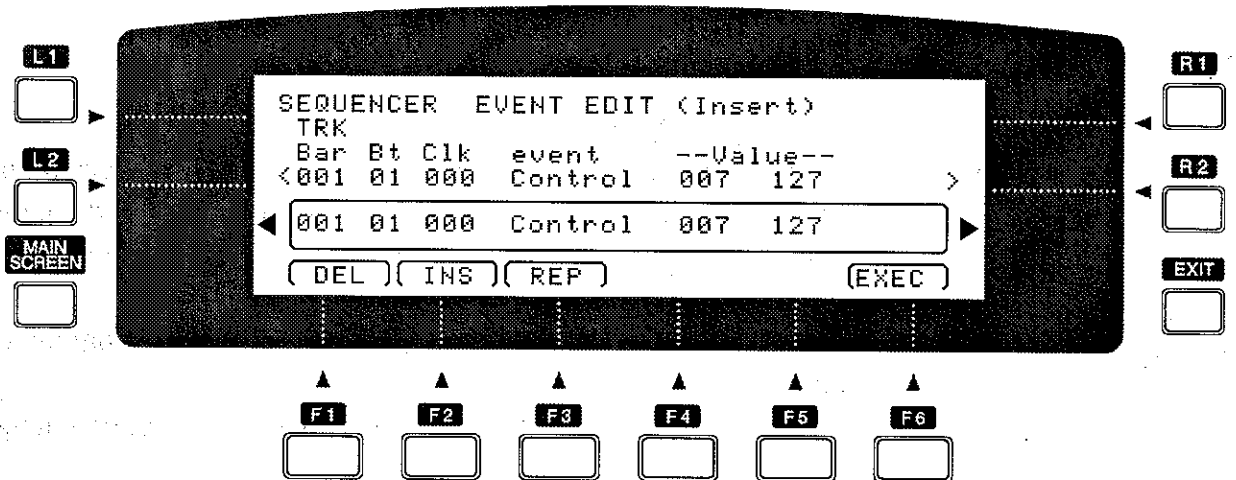 L1
R1
SEQUENCER EVENT EDIT (Insert)
TRK
L2
Bar Bt Clk event --Value--
R2
<001 01 000 Control 007 127 >
001 01 000 Control 007 127
MAIN SCREEN
DEL INS REP EXEC
EXIT
F1 F2 F3 F4 F5 F6